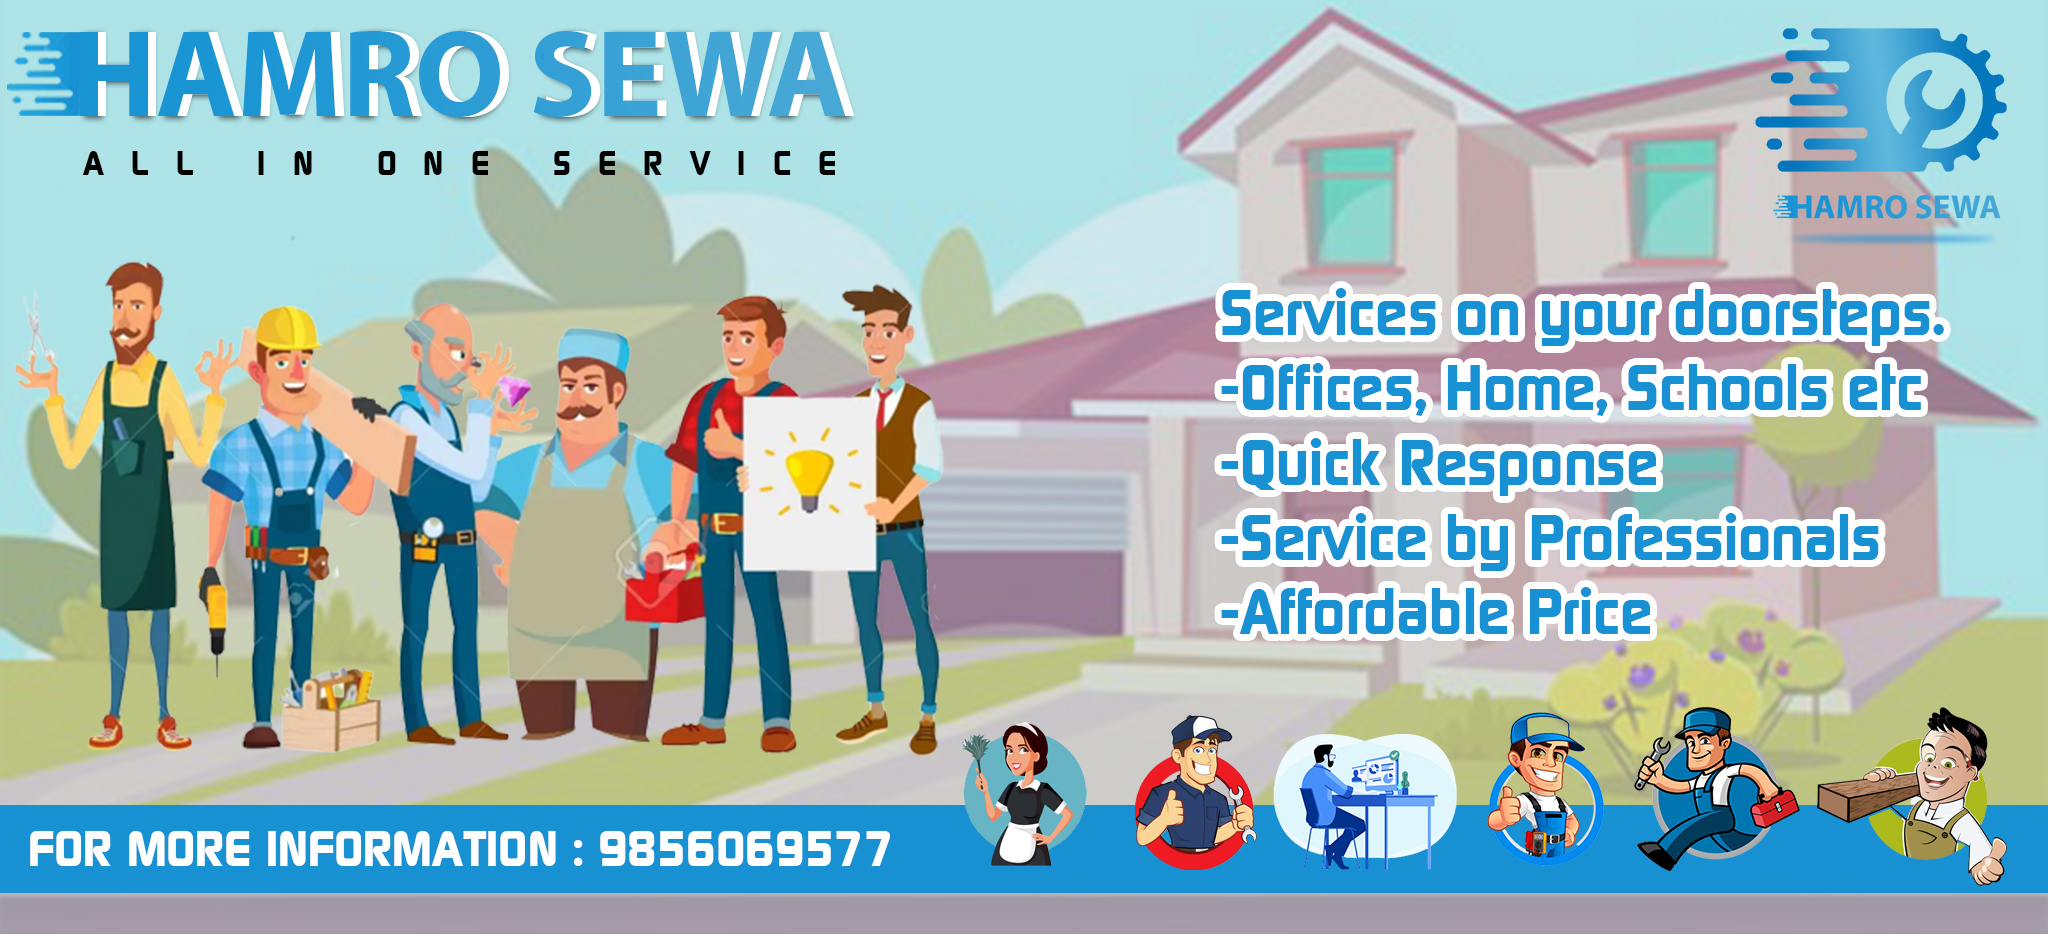 HAMRO SEWA
ALL IN ONE SERVICE
HAMRO SEWA
Services on your doorsteps.
-Offices, Home, Schools etc
-Quick Response
-Service by Professionals
-Affordable Price
FOR MORE INFORMATION : 9856069577